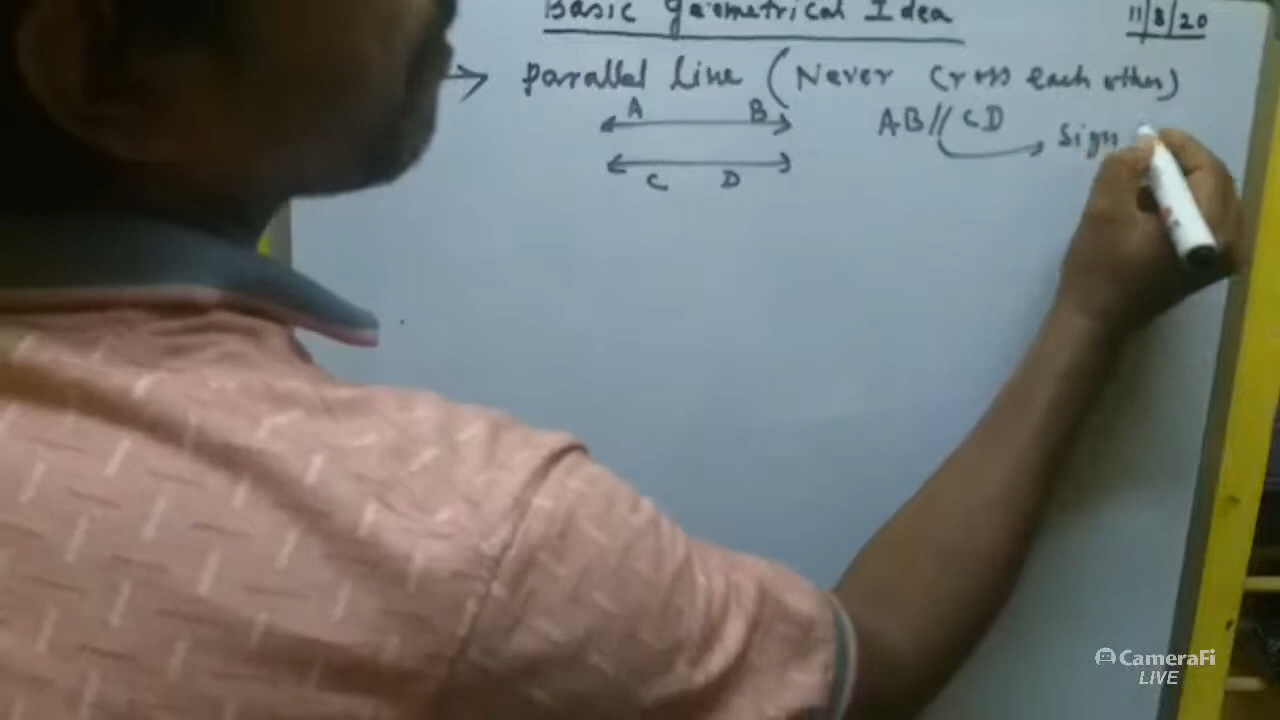 Basic Geometrical Idea
11/8/20
→ Parallel Line (Never Cross each other)
A B
AB // CD
Sign
C D
CameraFi
LIVE